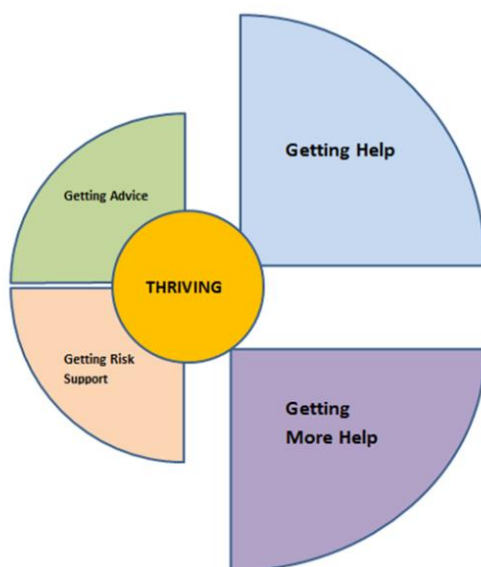 Getting Help
Getting Advice
THRIVING
Getting Risk
Support
Getting
More Help